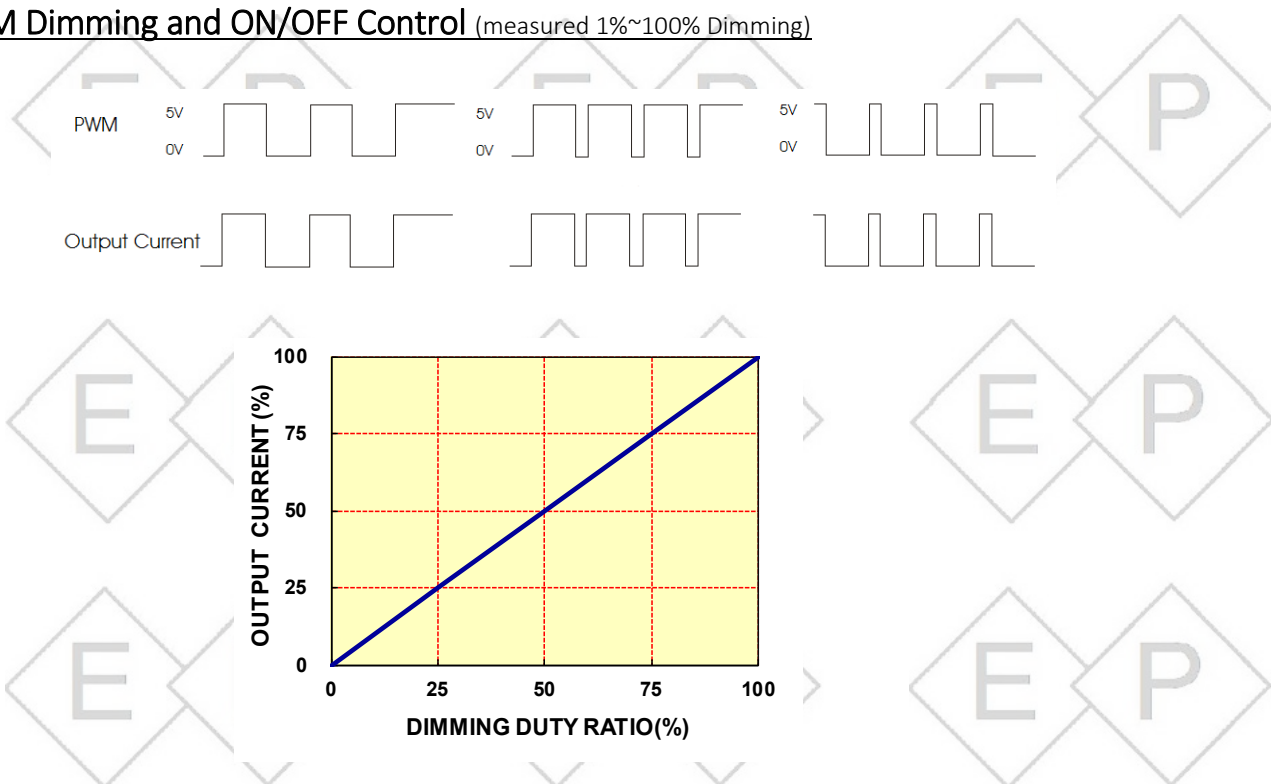 M Dimming and ON/OFF Control (measured 1%~100% Dimming)
PWM
5V
0V
5V
0V
5V
0V
Output Current
OUTPUT CURRENT (%)
100
75
50
25
0
0 25 50 75 100
DIMMING DUTY RATIO(%)
E P
E P
E P
P
E
E P
E
E P